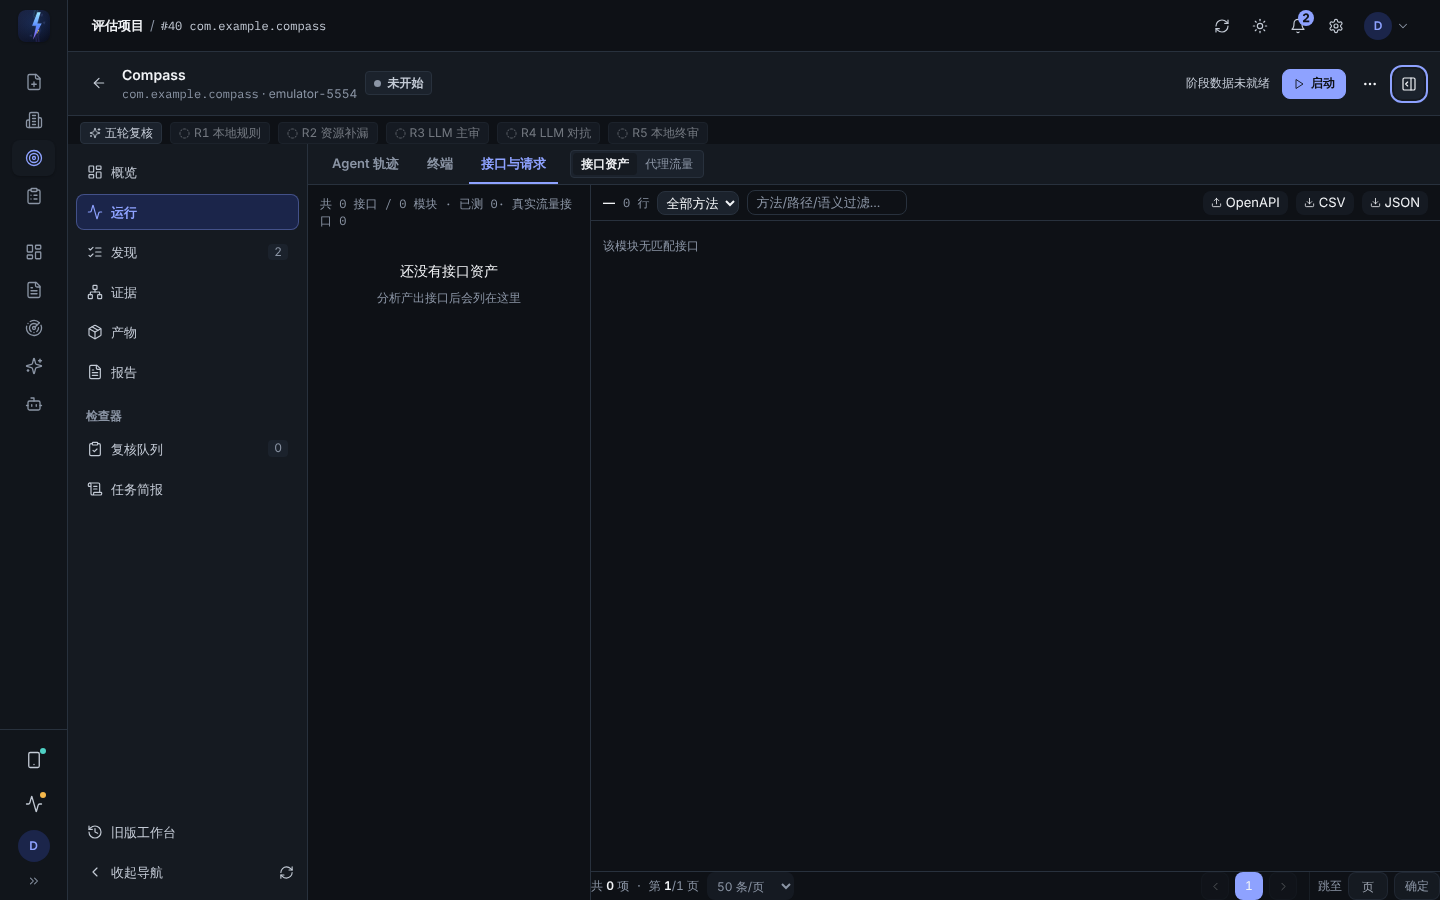 评估项目 / #40 com.example.compass
2
D
Compass
com.example.compass · emulator-5554
未开始
阶段数据未就绪
启动
五轮复核
R1 本地规则
R2 资源补漏
R3 LLM 主审
R4 LLM 对抗
R5 本地终审
概览
运行
发现 2
证据
产物
报告
检查器
复核队列 0
任务简报
旧版工作台
收起导航
D
Agent 轨迹
终端
接口与请求
接口资产
代理流量
共 0 接口 / 0 模块 · 已测 0· 真实流量接
口 0
还没有接口资产
分析产出接口后会列在这里
— 0 行
全部方法
方法/路径/语义过滤...
OpenAPI
CSV
JSON
该模块无匹配接口
共 0 项 · 第 1/1 页
50 条/页
1
跳至
页
确定